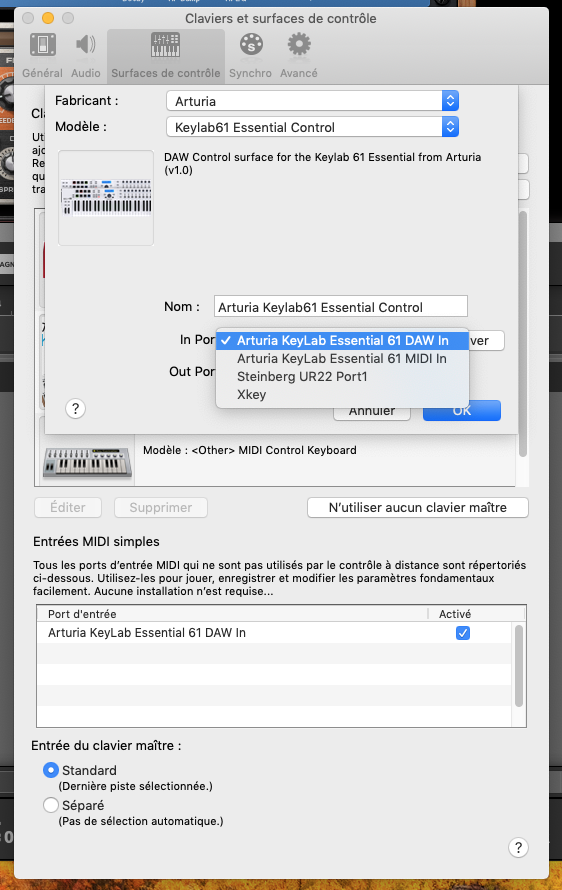 Claviers et surfaces de contrôle
Général
Audio
Surfaces de contrôle
Synchro
Avancé
Fabricant :
Arturia
Modèle :
Keylab61 Essential Control
DAW Control surface for the Keylab 61 Essential from Arturia
(v1.0)
Nom :
Arturia Keylab61 Essential Control
In Por
✓ Arturia KeyLab Essential 61 DAW In
Arturia KeyLab Essential 61 MIDI In
Steinberg UR22 Port1
Xkey
ver
Out Por
?
Annuler
OK
Modèle : <Other> MIDI Control Keyboard
Éditer
Supprimer
N'utiliser aucun clavier maître
Entrées MIDI simples
Tous les ports d'entrée MIDI qui ne sont pas utilisés par le contrôle à distance sont répertoriés
ci-dessous. Utilisez-les pour jouer, enregistrer et modifier les paramètres fondamentaux
facilement. Aucune installation n'est requise...
Port d'entrée
Activé
Arturia KeyLab Essential 61 DAW In
Entrée du clavier maître :
Standard
(Dernière piste sélectionnée.)
Séparé
(Pas de sélection automatique.)
?